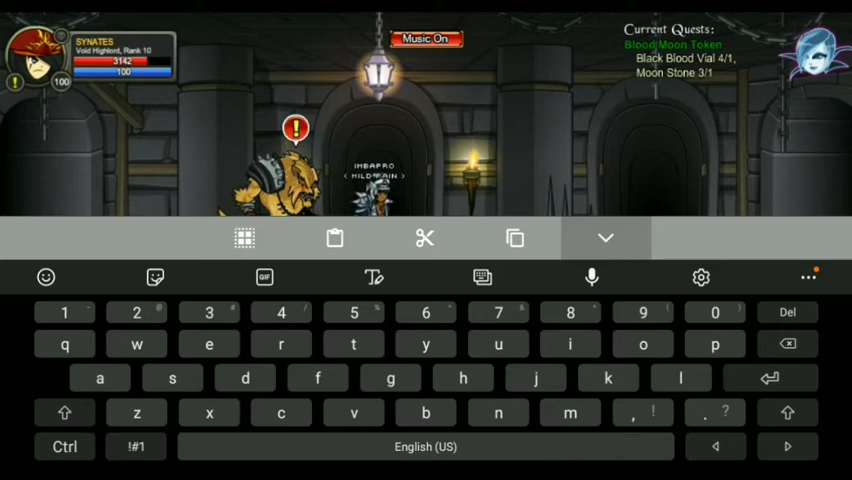 Music On
SYNATES
Void Highlord, Rank 10
3142
100
100
Current Quests:
Blood Moon Token
Black Blood Vial 4/1,
Moon Stone 3/1
!
!
IMBAPRO
GIF
1 2 @ 3 # 4 / 5 % 6 ^ 7 & 8 * 9 ( 0 ) Del
q w e r t y u i o p
a s d f g h j k l
z x c v b n m , ! . ?
Ctrl !#1 English (US)